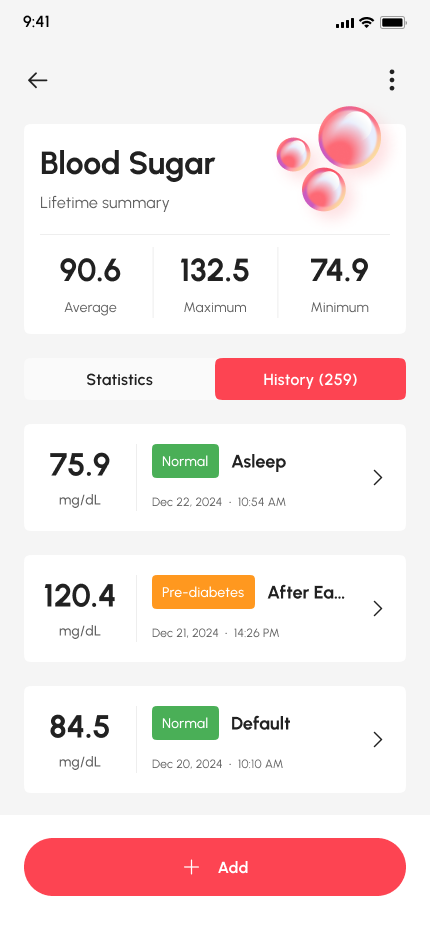 9:41
Blood Sugar
Lifetime summary
90.6 132.5 74.9
Average Maximum Minimum
Statistics History (259)
75.9 Normal Asleep
mg/dL Dec 22, 2024 · 10:54 AM
120.4 Pre-diabetes After Ea...
mg/dL Dec 21, 2024 · 14:26 PM
84.5 Normal Default
mg/dL Dec 20, 2024 · 10:10 AM
Add